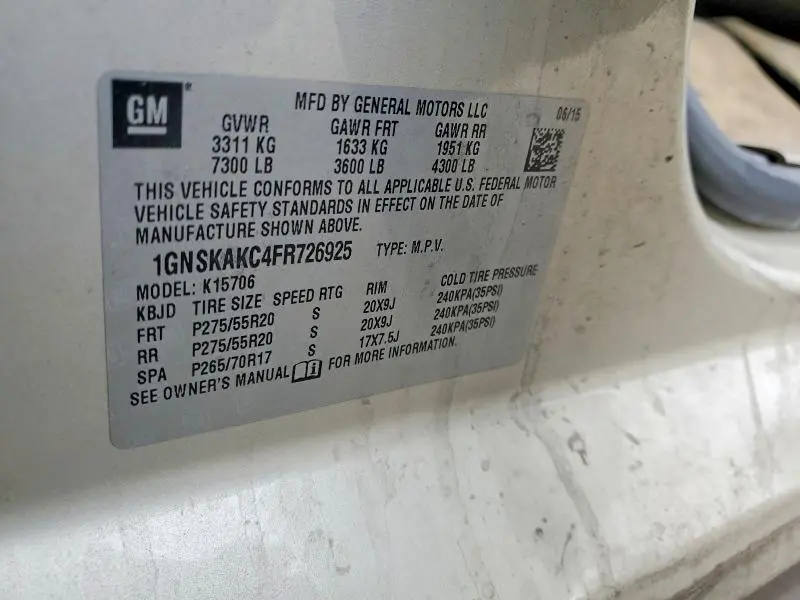 GM
MFD BY GENERAL MOTORS LLC 06/15
GVWR GAWR FRT GAWR RR
3311 KG 1633 KG 1951 KG
7300 LB 3600 LB 4300 LB
THIS VEHICLE CONFORMS TO ALL APPLICABLE U.S. FEDERAL MOTOR
VEHICLE SAFETY STANDARDS IN EFFECT ON THE DATE OF
MANUFACTURE SHOWN ABOVE.
1GNSKAKC4FR726925 TYPE: M.P.V.
MODEL: K15706
KBJD TIRE SIZE SPEED RTG RIM COLD TIRE PRESSURE
FRT P275/55R20 S 20X9J 240KPA(35PSI)
RR P275/55R20 S 20X9J 240KPA(35PSI)
SPA P265/70R17 S 17X7.5J 240KPA(35PSI)
SEE OWNER'S MANUAL FOR MORE INFORMATION.